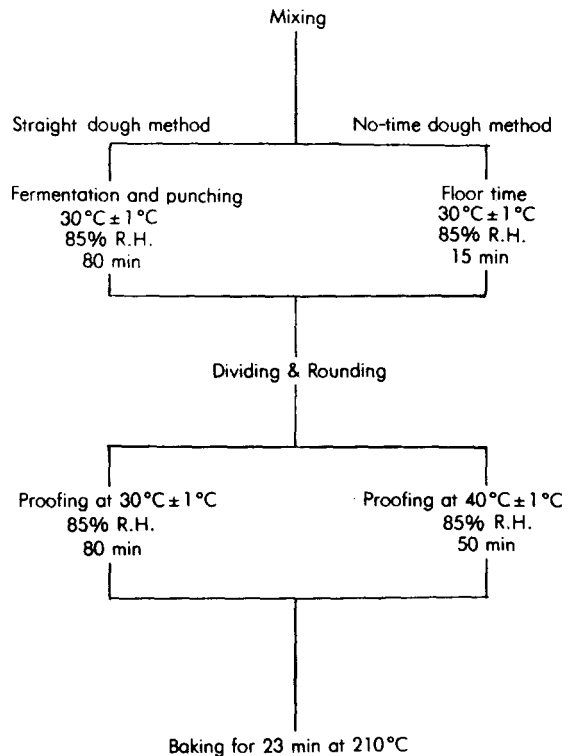 Mixing
Straight dough method
No-time dough method
Fermentation and punching
30°C ± 1°C
85% R.H.
80 min
Floor time
30°C ± 1°C
85% R.H.
15 min
Dividing & Rounding
Proofing at 30°C ± 1°C
85% R.H.
80 min
Proofing at 40°C ± 1°C
85% R.H.
50 min
Baking for 23 min at 210°C